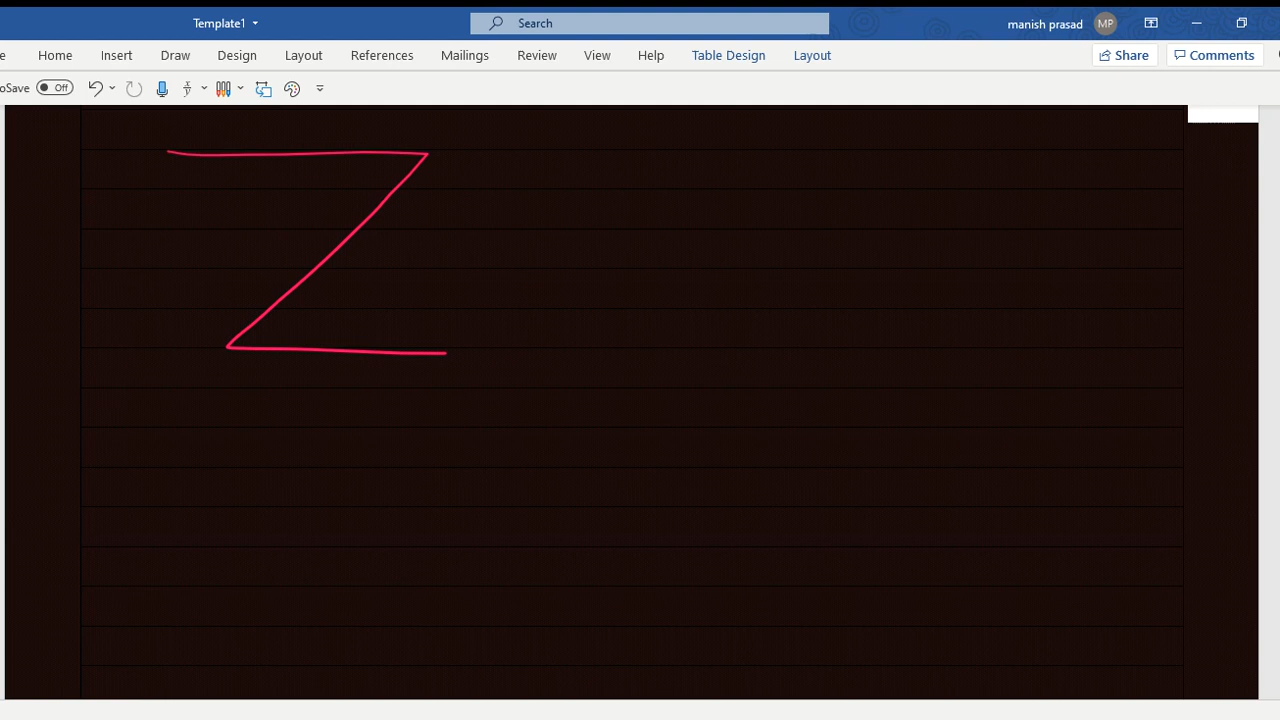 Template1
Search
manish prasad MP
e Home Insert Draw Design Layout References Mailings Review View Help Table Design Layout Share Comments
oSave Off
Z